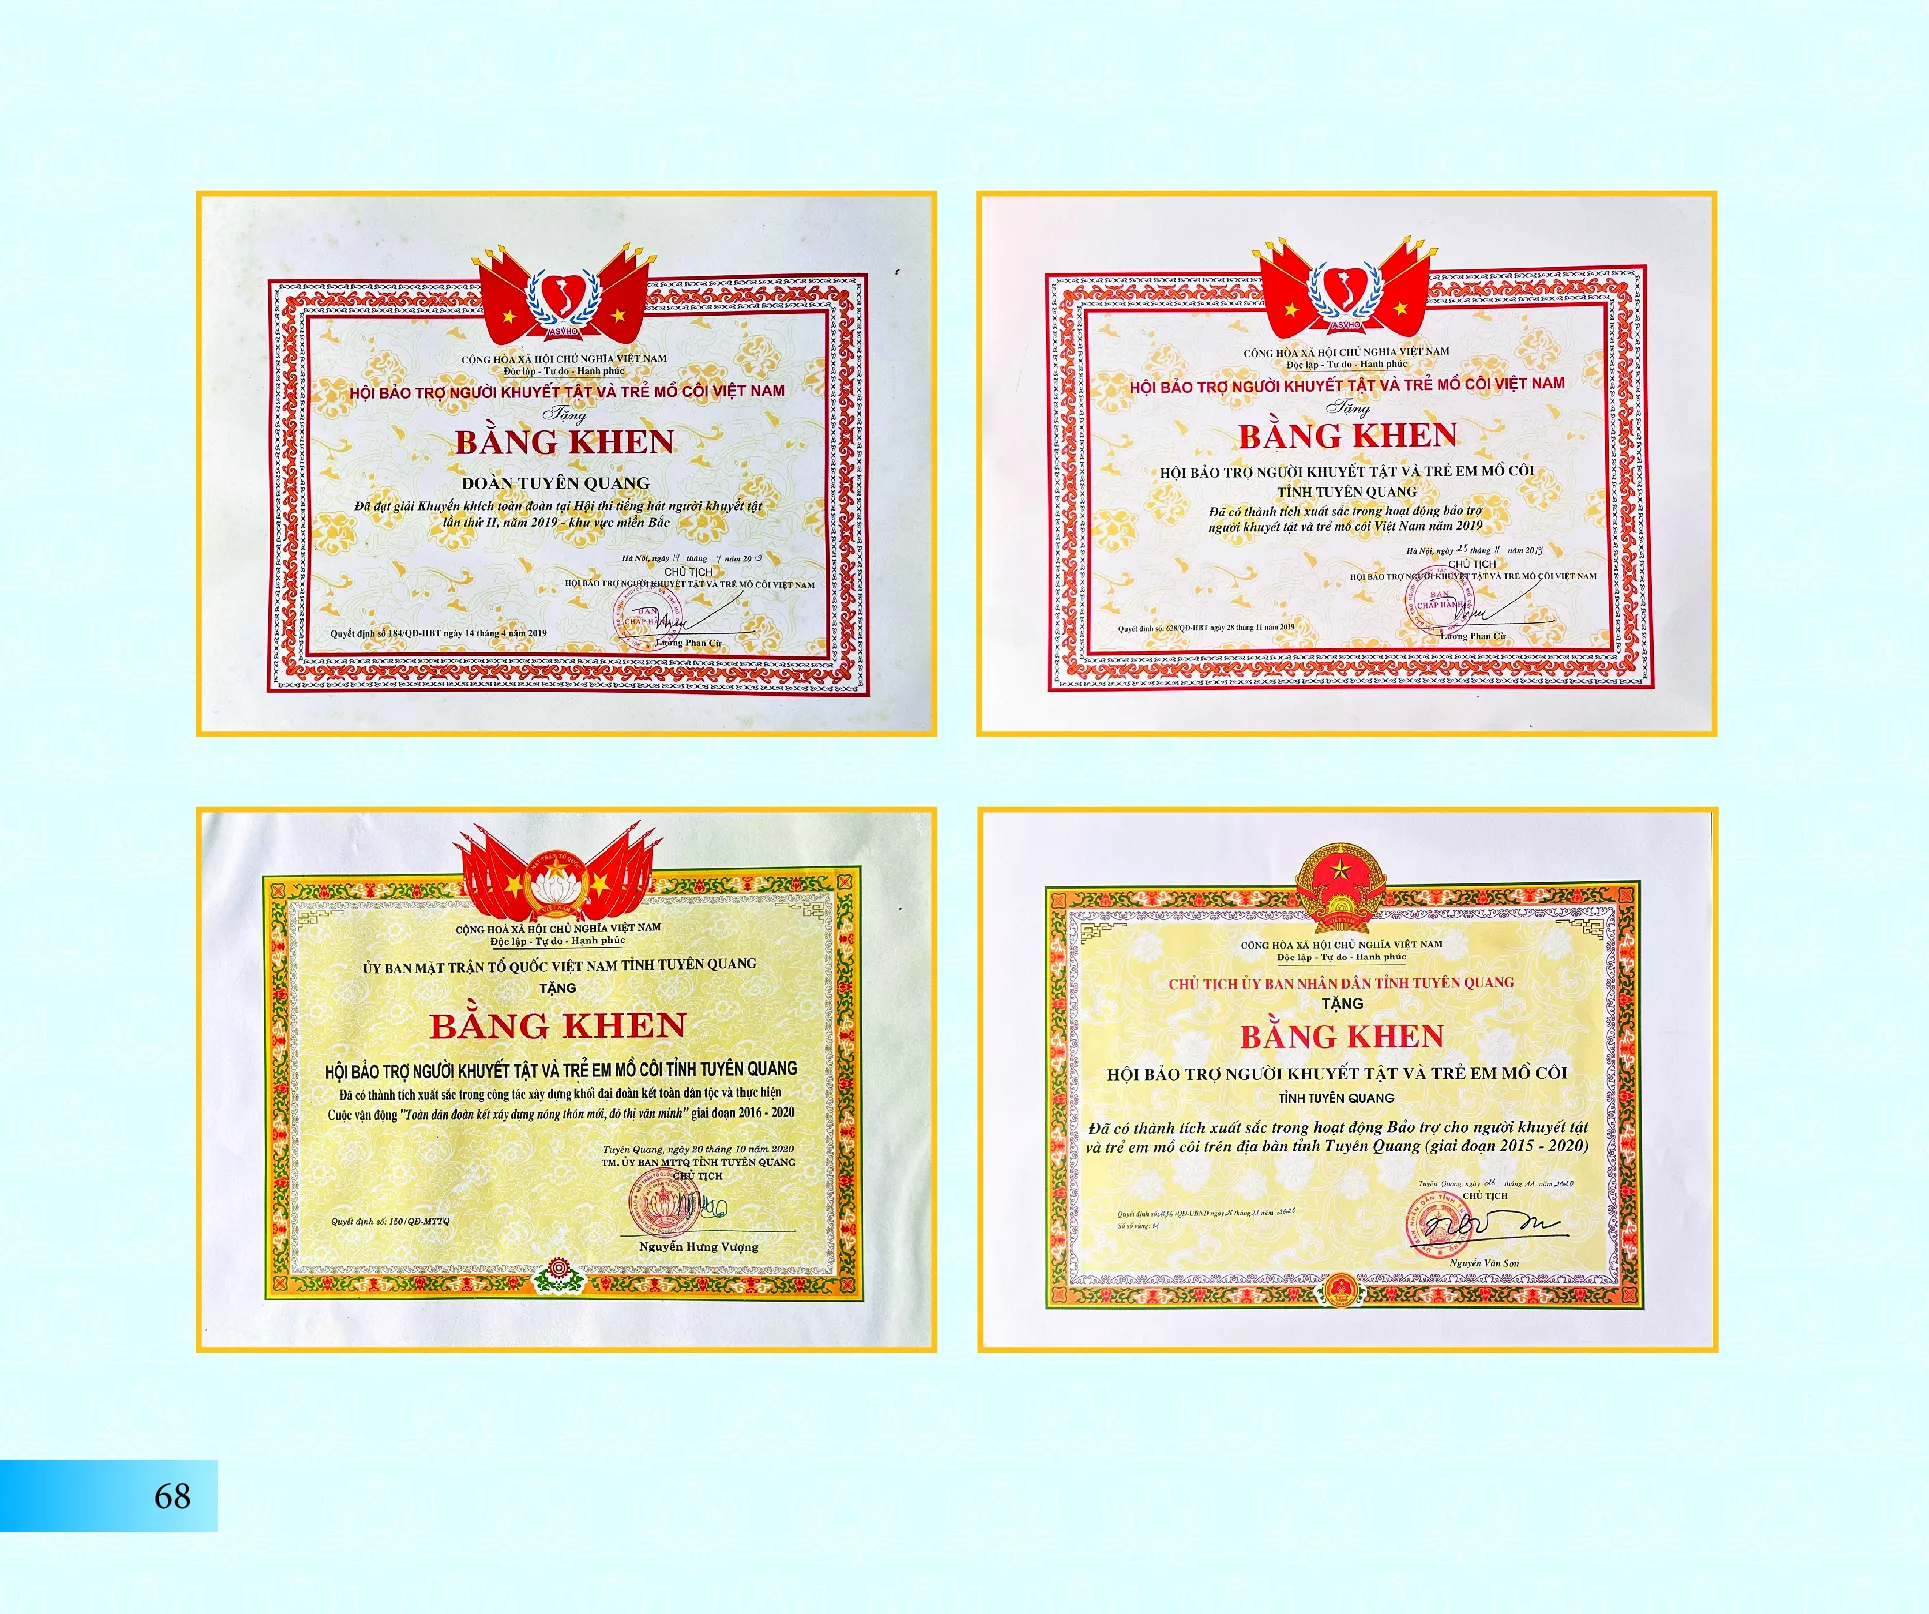 ASVHO
CỘNG HÒA XÃ HỘI CHỦ NGHĨA VIỆT NAM
Độc lập - Tự do - Hạnh phúc
HỘI BẢO TRỢ NGƯỜI KHUYẾT TẬT VÀ TRẺ MỒ CÔI VIỆT NAM
Tặng
BẰNG KHEN
ĐOÀN TUYÊN QUANG
Đã đạt giải Khuyến khích toàn đoàn tại Hội thi tiếng hát người khuyết tật
lần thứ II, năm 2019 - khu vực miền Bắc
Hà Nội, ngày 14 tháng 4 năm 2019
CHỦ TỊCH
HỘI BẢO TRỢ NGƯỜI KHUYẾT TẬT VÀ TRẺ MỒ CÔI VIỆT NAM
BAN
CHẤP HÀNH
Quyết định số 184/QĐ-HBT ngày 14 tháng 4 năm 2019
Lương Phan Cừ
ASVHO
CỘNG HÒA XÃ HỘI CHỦ NGHĨA VIỆT NAM
Độc lập - Tự do - Hạnh phúc
HỘI BẢO TRỢ NGƯỜI KHUYẾT TẬT VÀ TRẺ MỒ CÔI VIỆT NAM
Tặng
BẰNG KHEN
HỘI BẢO TRỢ NGƯỜI KHUYẾT TẬT VÀ TRẺ EM MỒ CÔI
TỈNH TUYÊN QUANG
Đã có thành tích xuất sắc trong hoạt động bảo trợ
người khuyết tật và trẻ mồ côi Việt Nam năm 2019
Hà Nội, ngày 28 tháng 11 năm 2019
CHỦ TỊCH
HỘI BẢO TRỢ NGƯỜI KHUYẾT TẬT VÀ TRẺ MỒ CÔI VIỆT NAM
BAN
CHẤP HÀNH
Quyết định số: 628/QĐ-HBT ngày 28 tháng 11 năm 2019
Lương Phan Cừ
MẶT TRẬN TỔ QUỐC
VIỆT NAM
CỘNG HOÀ XÃ HỘI CHỦ NGHĨA VIỆT NAM
Độc lập - Tự do - Hạnh phúc
ỦY BAN MẶT TRẬN TỔ QUỐC VIỆT NAM TỈNH TUYÊN QUANG
TẶNG
BẰNG KHEN
HỘI BẢO TRỢ NGƯỜI KHUYẾT TẬT VÀ TRẺ EM MỒ CÔI TỈNH TUYÊN QUANG
Đã có thành tích xuất sắc trong công tác xây dựng khối đại đoàn kết toàn dân tộc và thực hiện
Cuộc vận động "Toàn dân đoàn kết xây dựng nông thôn mới, đô thị văn minh" giai đoạn 2016 - 2020
Tuyên Quang, ngày 20 tháng 10 năm 2020
TM. ỦY BAN MTTQ TỈNH TUYÊN QUANG
CHỦ TỊCH
Quyết định số: 150/QĐ-MTTQ
Nguyễn Hưng Vượng
VIỆT NAM
CỘNG HÒA XÃ HỘI CHỦ NGHĨA VIỆT NAM
Độc lập - Tự do - Hạnh phúc
CHỦ TỊCH ỦY BAN NHÂN DÂN TỈNH TUYÊN QUANG
TẶNG
BẰNG KHEN
HỘI BẢO TRỢ NGƯỜI KHUYẾT TẬT VÀ TRẺ EM MỒ CÔI
TỈNH TUYÊN QUANG
Đã có thành tích xuất sắc trong hoạt động Bảo trợ cho người khuyết tật
và trẻ em mồ côi trên địa bàn tỉnh Tuyên Quang (giai đoạn 2015 - 2020)
Tuyên Quang, ngày 26 tháng 11 năm 2020
CHỦ TỊCH
Quyết định số: /QĐ-UBND ngày 26 tháng 11 năm 2020
Số sổ vàng:
Nguyễn Văn Sơn
68